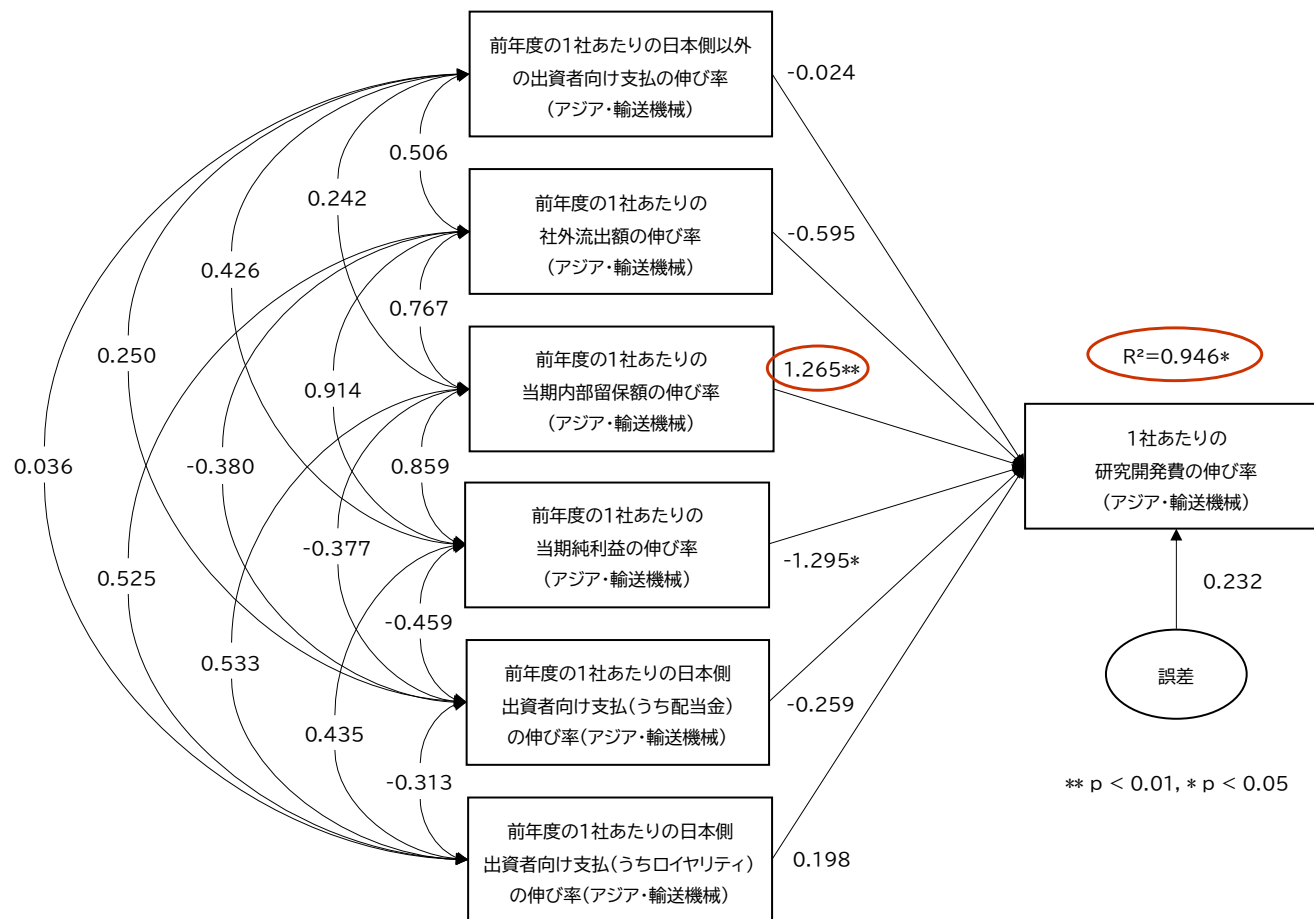 前年度の1社あたりの日本側以外
の出資者向け支払の伸び率
(アジア・輸送機械)
-0.024
0.506
0.242
前年度の1社あたりの
社外流出額の伸び率
(アジア・輸送機械)
-0.595
0.426
0.767
0.250
前年度の1社あたりの
当期内部留保額の伸び率
(アジア・輸送機械)
1.265**
R²=0.946*
0.914
0.036
-0.380
0.859
1社あたりの
研究開発費の伸び率
(アジア・輸送機械)
前年度の1社あたりの
当期純利益の伸び率
(アジア・輸送機械)
-1.295*
-0.377
0.525
0.232
-0.459
0.533
前年度の1社あたりの日本側
出資者向け支払(うち配当金)
の伸び率(アジア・輸送機械)
-0.259
誤差
0.435
-0.313
** p < 0.01, * p < 0.05
前年度の1社あたりの日本側
出資者向け支払(うちロイヤリティ)
の伸び率(アジア・輸送機械)
0.198